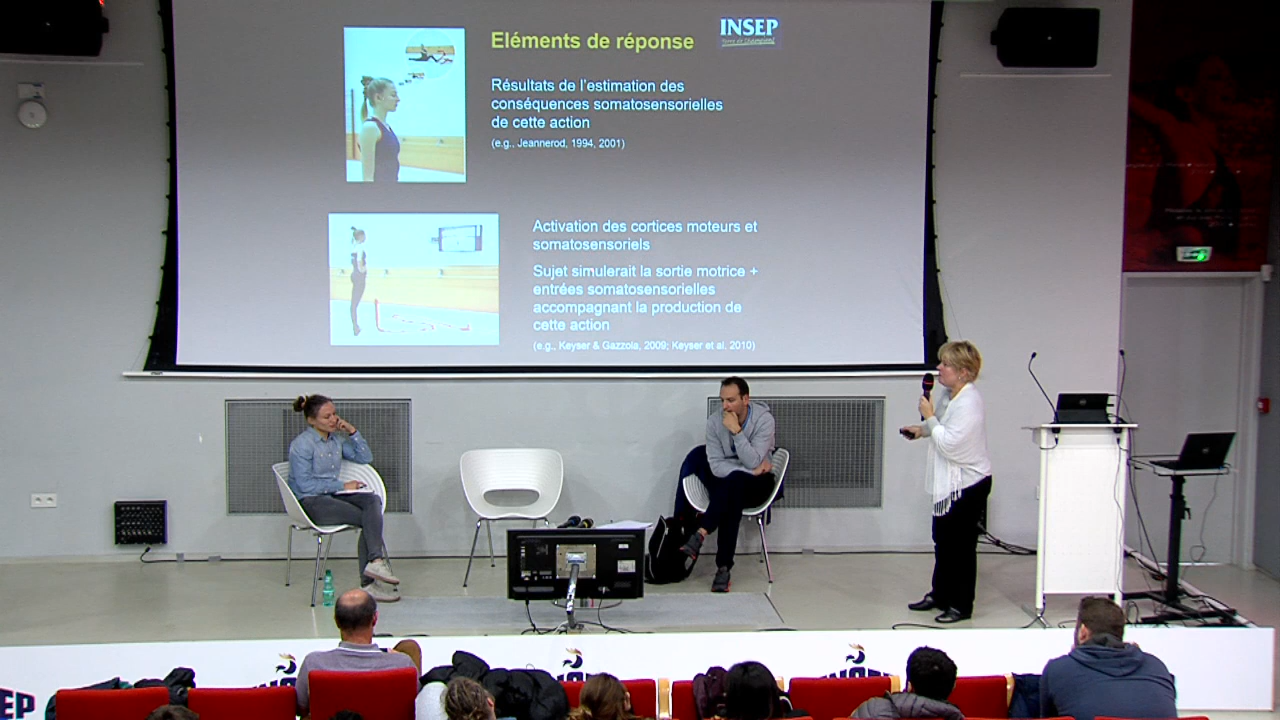 Eléments de réponse
INSEP
Résultats de l'estimation des
conséquences somatosensorielles
de cette action
(e.g., Jeannerod, 1994, 2001)
Activation des cortices moteurs et
somatosensoriels
Sujet simulerait la sortie motrice +
entrées somatosensorielles
accompagnant la production de
cette action
(e.g., Keyser & Gazzola, 2009; Keyser et al. 2010)